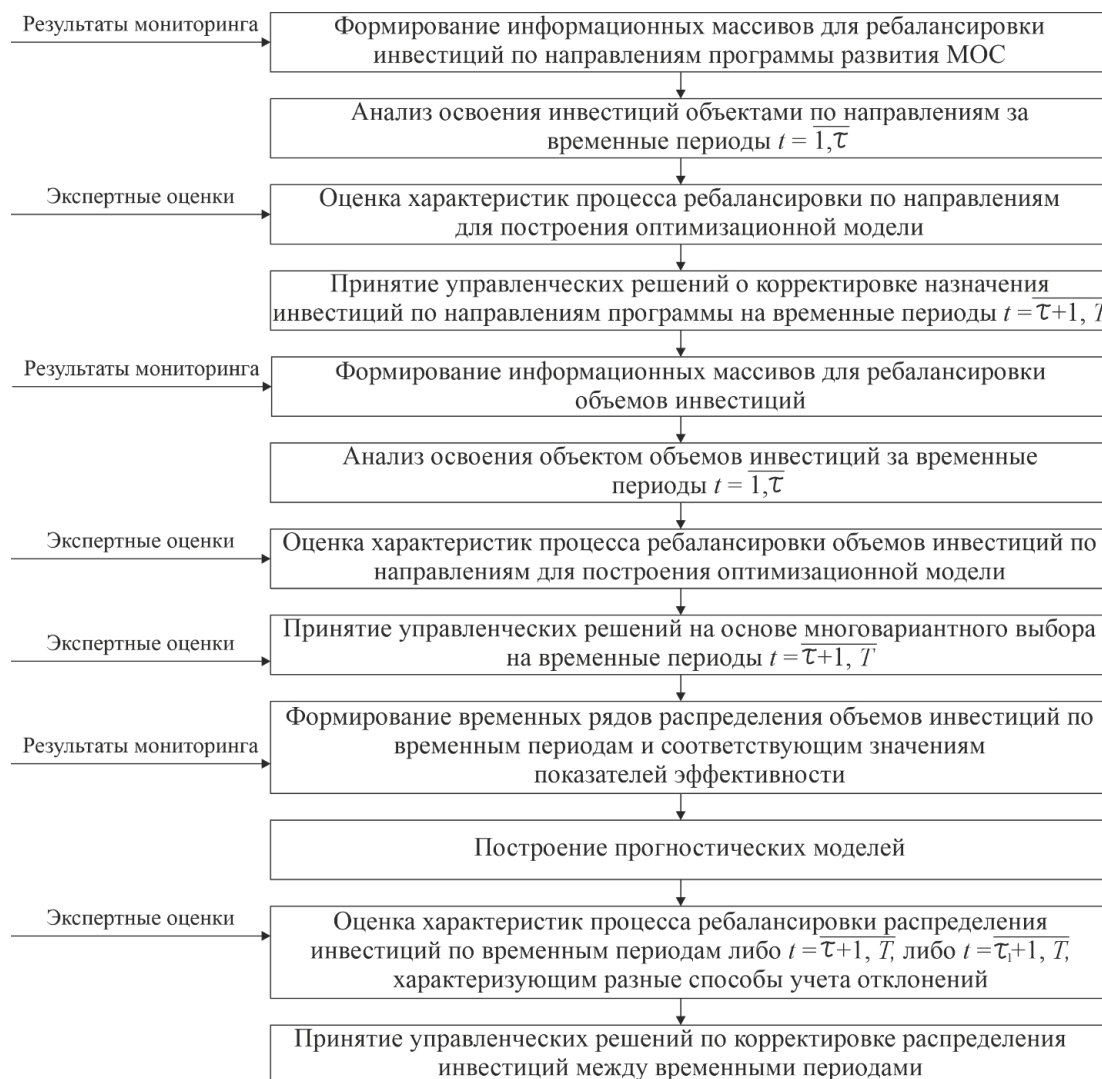 Результаты мониторинга
Формирование информационных массивов для ребалансировки
инвестиций по направлениям программы развития МОС
Анализ освоения инвестиций объектами по направлениям за
временные периоды t = 1,τ
Экспертные оценки
Оценка характеристик процесса ребалансировки по направлениям
для построения оптимизационной модели
Принятие управленческих решений о корректировке назначения
инвестиций по направлениям программы на временные периоды t = τ+1, T
Результаты мониторинга
Формирование информационных массивов для ребалансировки
объемов инвестиций
Анализ освоения объектом объемов инвестиций за временные
периоды t = 1,τ
Экспертные оценки
Оценка характеристик процесса ребалансировки объемов инвестиций по
направлениям для построения оптимизационной модели
Экспертные оценки
Принятие управленческих решений на основе многовариантного выбора
на временные периоды t = τ+1, T
Результаты мониторинга
Формирование временных рядов распределения объемов инвестиций по
временным периодам и соответствующим значениям
показателей эффективности
Построение прогностических моделей
Экспертные оценки
Оценка характеристик процесса ребалансировки распределения
инвестиций по временным периодам либо t = τ+1, T, либо t = τ₁+1, T,
характеризующим разные способы учета отклонений
Принятие управленческих решений по корректировке распределения
инвестиций между временными периодами